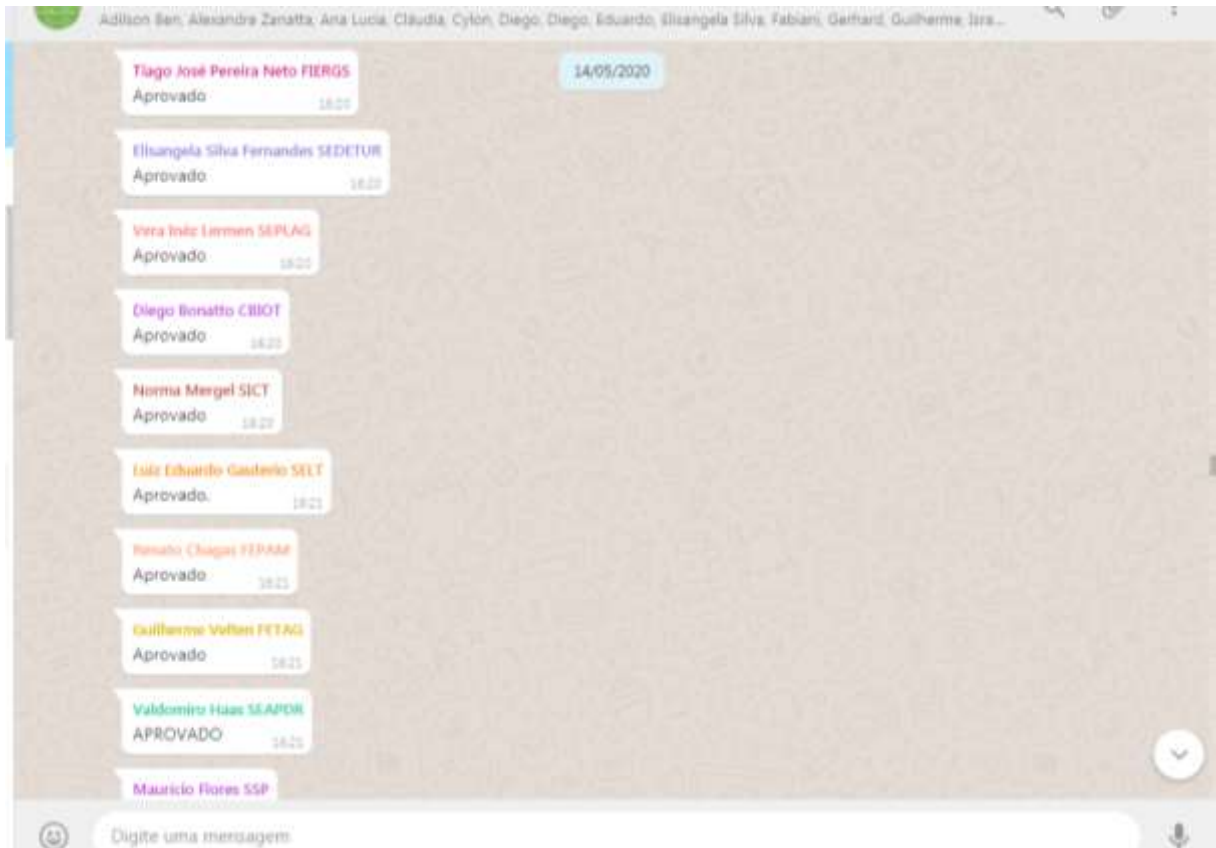 Adilson Ben, Alexandre Zanatta, Ana Lucia, Cláudia, Cylon, Diego, Diego, Eduardo, Elisangela Silva, Fabiani, Gerhard, Guilherme, Isra...
14/05/2020
Tiago José Pereira Neto FIERGS
Aprovado
Elisangela Silva Fernandes SEDETUR
Aprovado
Vera Inêz Lermen SEPLAG
Aprovado
Diego Bonatto CBIOT
Aprovado
Norma Mergel SICT
Aprovado
Luiz Eduardo Gauterio SELT
Aprovado.
Renato Chagas FEPAM
Aprovado
Guilherme Velten FETAG
Aprovado
Valdomiro Haas SEAPDR
APROVADO
Mauricio Flores SSP
Digite uma mensagem